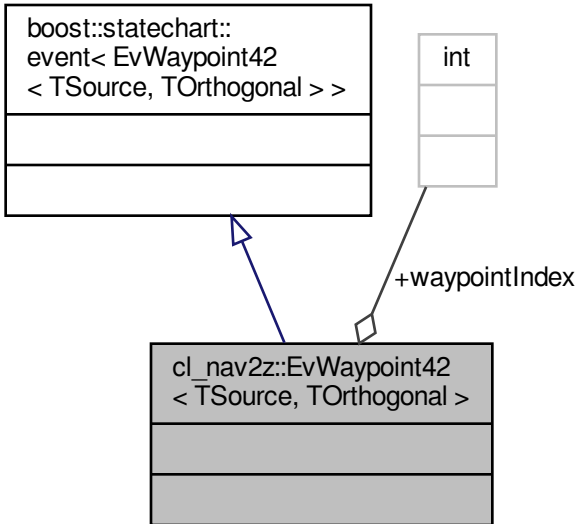 boost::statechart::
event< EvWaypoint42
< TSource, TOrthogonal > >
int
+waypointIndex
cl_nav2z::EvWaypoint42
< TSource, TOrthogonal >